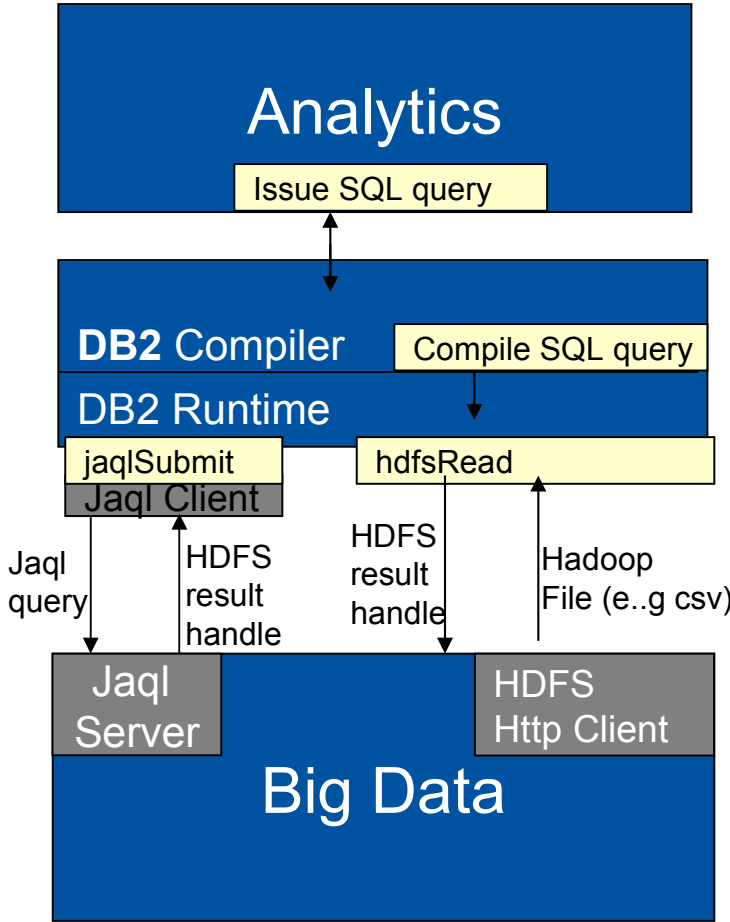 Analytics
Issue SQL query
DB2 Compiler
Compile SQL query
DB2 Runtime
jaqlSubmit
Jaql Client
hdfsRead
Jaql
query
HDFS
result
handle
HDFS
result
handle
Hadoop
File (e..g csv)
Jaql
Server
HDFS
Http Client
Big Data